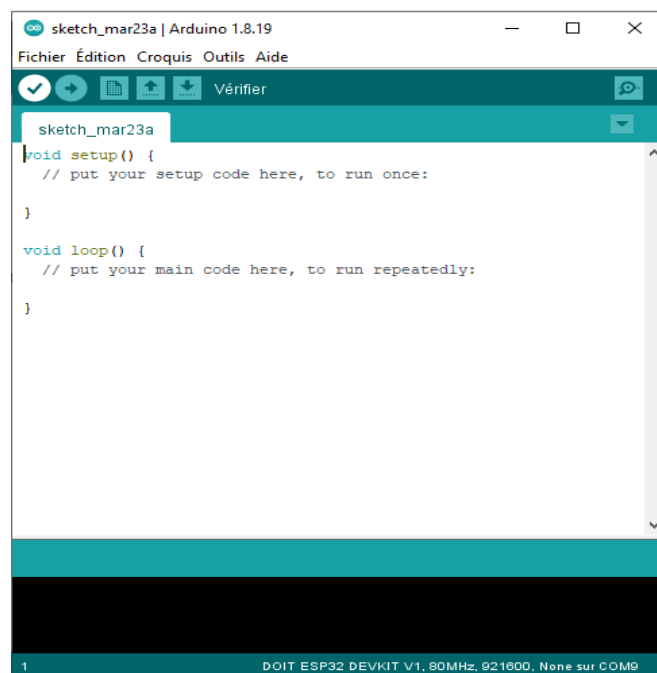 sketch_mar23a | Arduino 1.8.19
Fichier Édition Croquis Outils Aide
Vérifier
sketch_mar23a
void setup() {
  // put your setup code here, to run once:
}
void loop() {
  // put your main code here, to run repeatedly:
}
1 DOIT ESP32 DEVKIT V1, 80MHz, 921600, None sur COM9